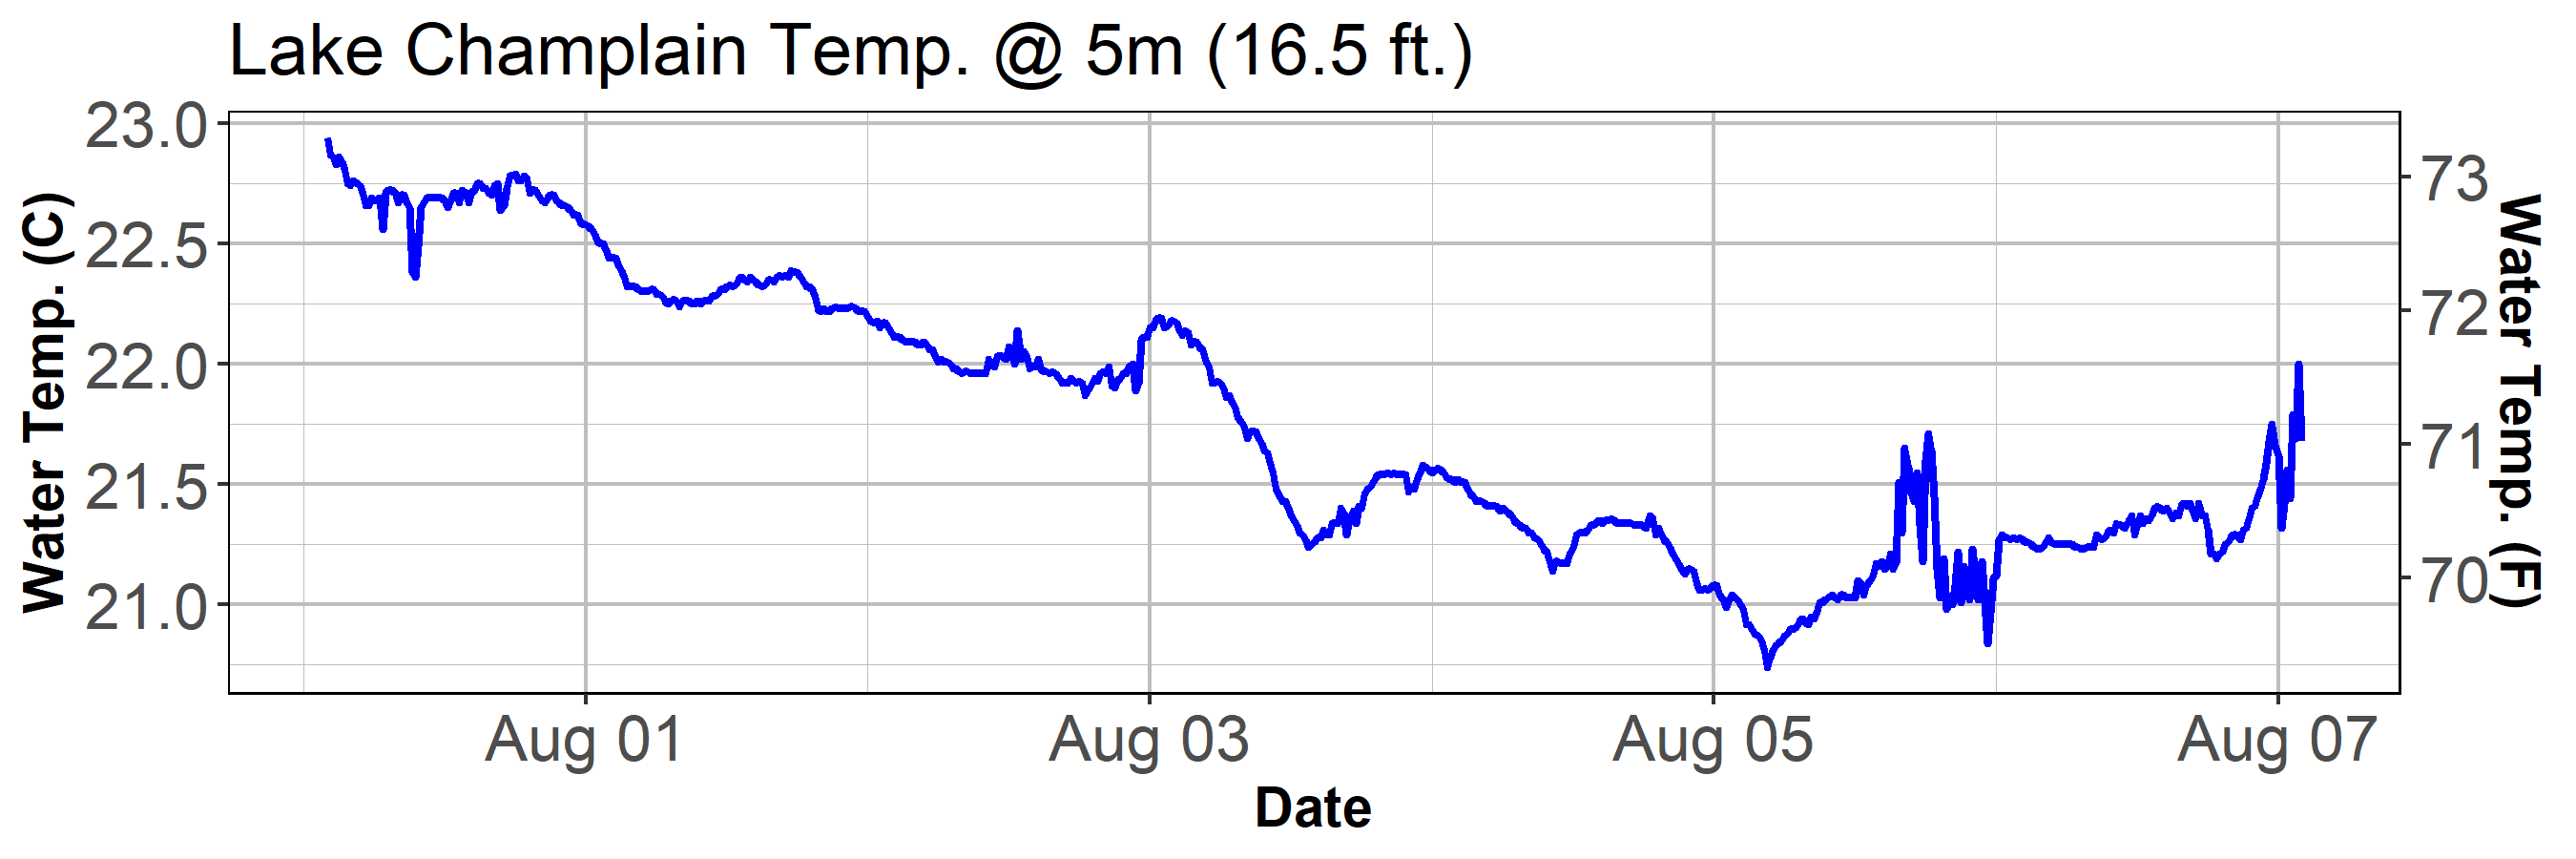 Lake Champlain Temp. @ 5m (16.5 ft.)
Water Temp. (C)
23.0
22.5
22.0
21.5
21.0
73
72
71
70
Water Temp. (F)
Aug 01
Aug 03
Aug 05
Aug 07
Date